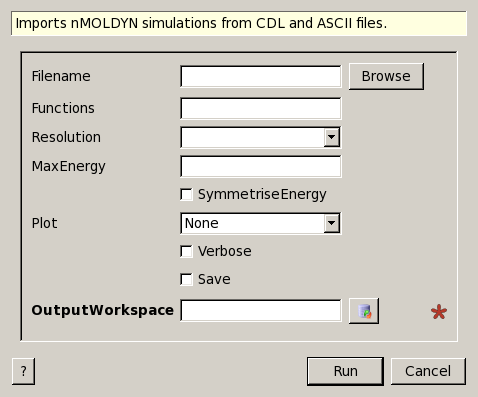 Imports nMOLDYN simulations from CDL and ASCII files.
Filename Browse
Functions
Resolution
MaxEnergy
SymmetriseEnergy
Plot None
Verbose
Save
OutputWorkspace *
? Run Cancel